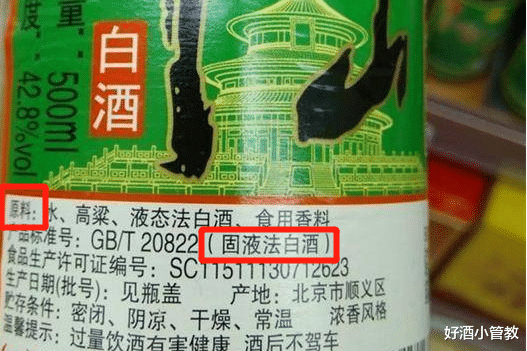 量：500ml
度：42.8%vol
白酒
原料：水、高粱、液态法白酒、食用香料
产品标准号：GB/T 20822（固液法白酒）
食品生产许可证编号：SC11511130712623
生产日期(批号)：见瓶盖 产地：北京市顺义区
贮存条件：密闭、阴凉、干燥、常温 浓香风格
温馨提示：过量饮酒有害健康 酒后不驾车
好酒小管教